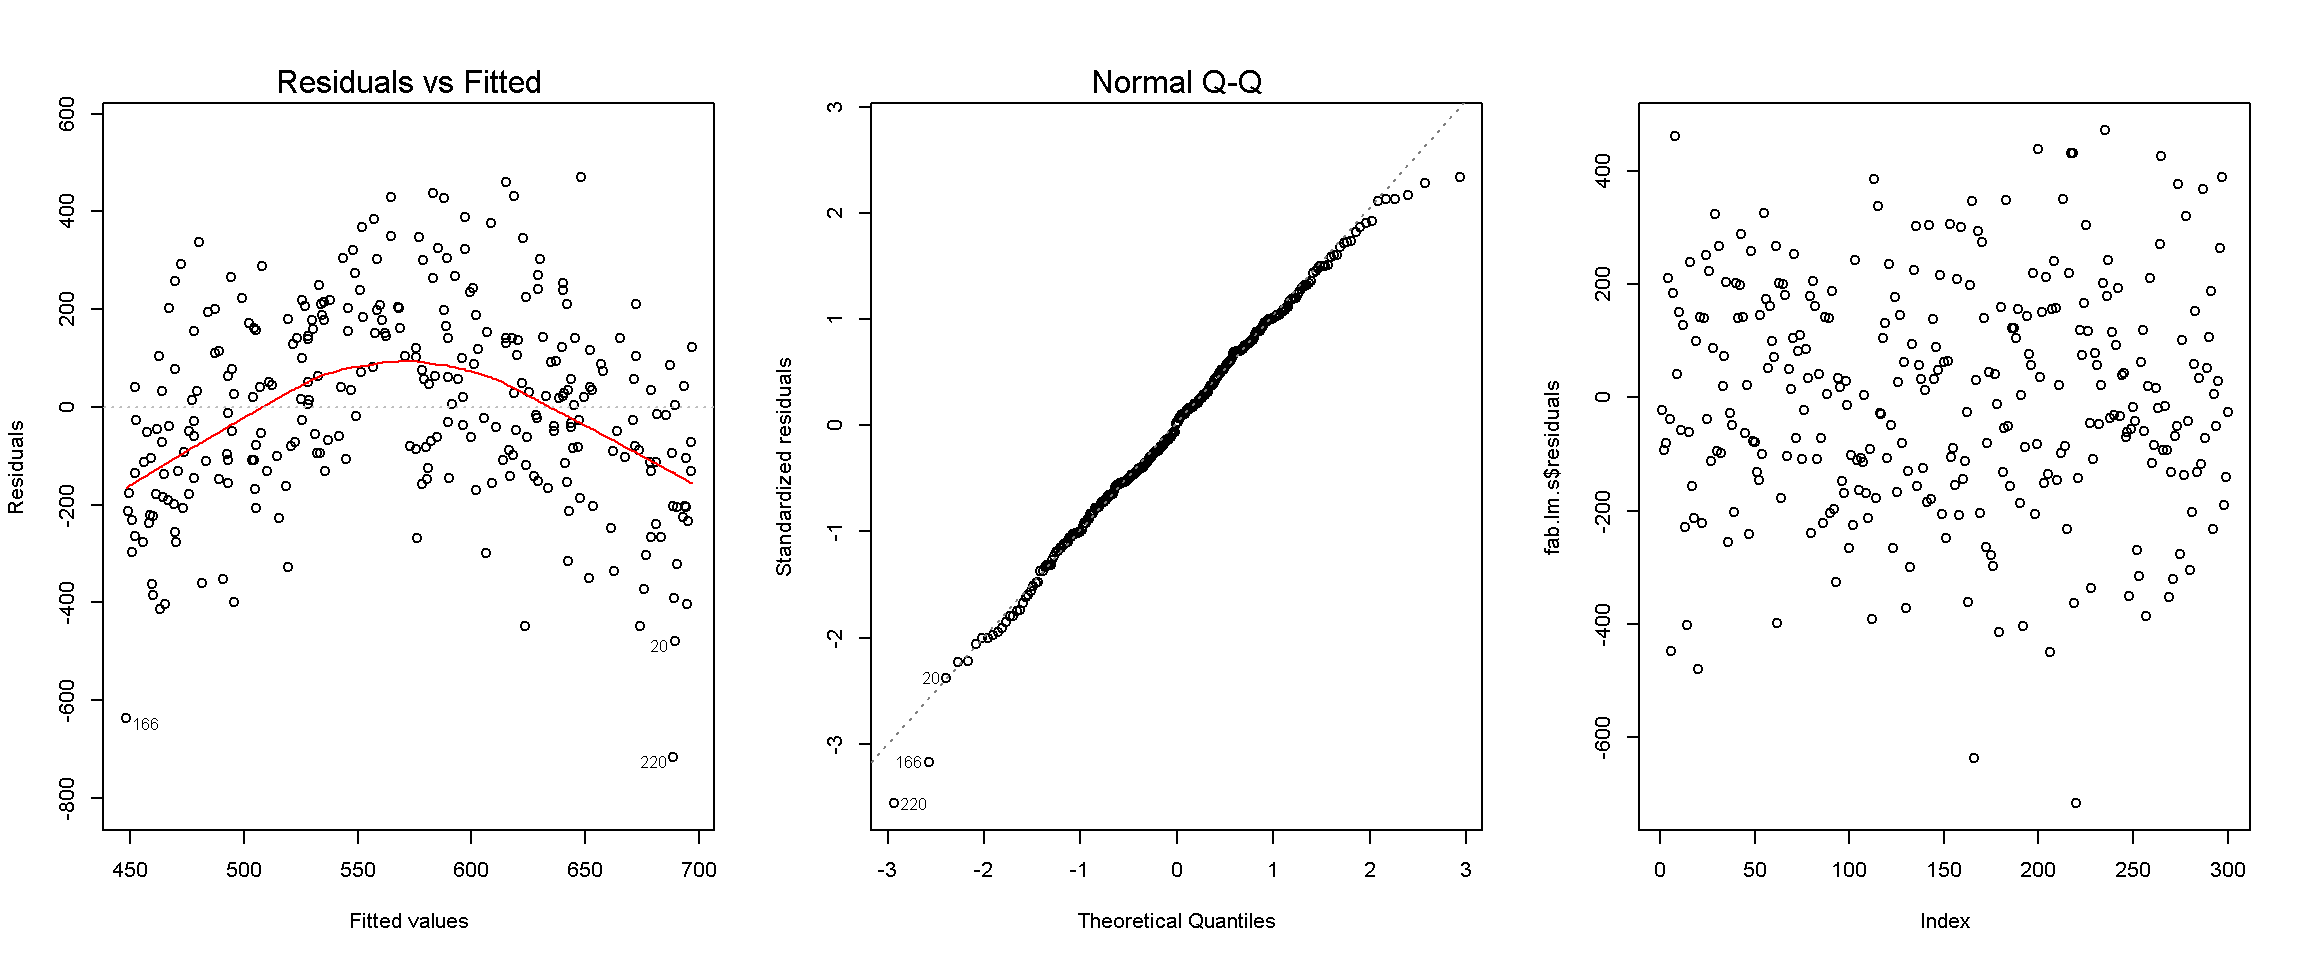 Residuals vs Fitted
Residuals
600
400
200
0
-200
-400
-600
-800
20
166
220
450 500 550 600 650 700
Fitted values
Normal Q-Q
Standardized residuals
3
2
1
0
-1
-2
-3
20
166
220
-3 -2 -1 0 1 2 3
Theoretical Quantiles
fab.lm.s$residuals
400
200
0
-200
-400
-600
0 50 100 150 200 250 300
Index